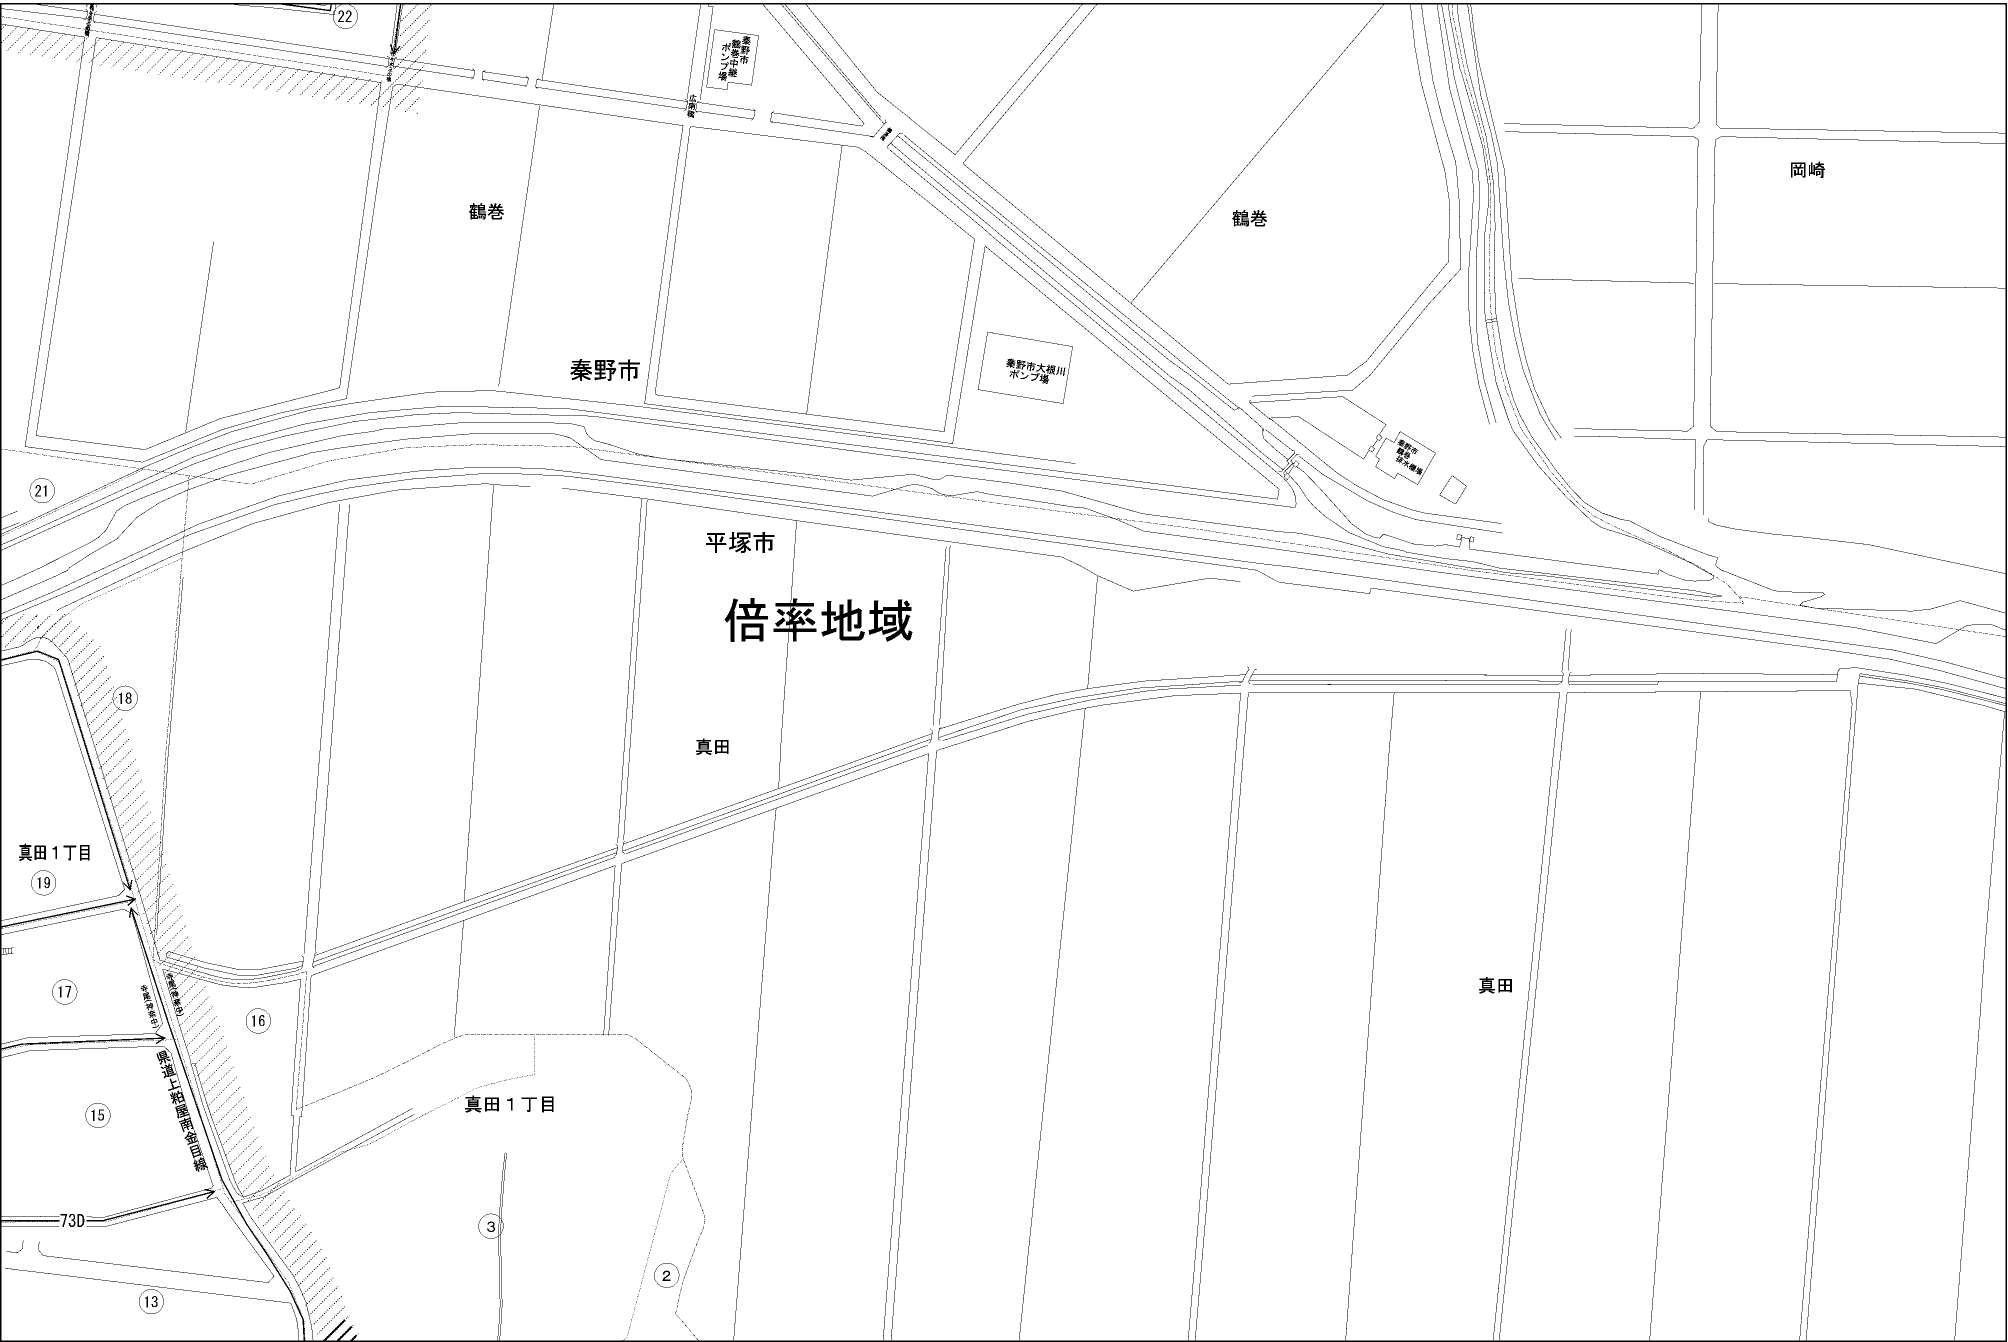 ㉒
秦野市
鶴巻中継
ポンプ場
広南橋
鶴巻
鶴巻
岡崎
秦野市
秦野市大根川
ポンプ場
秦野市
鶴巻
排水機場
㉑
平塚市
倍率地域
⑱
真田
真田1丁目
⑲
⑰
真田
⑯
県道上粕屋南金目線
⑮
真田1丁目
73D
③
②
⑬